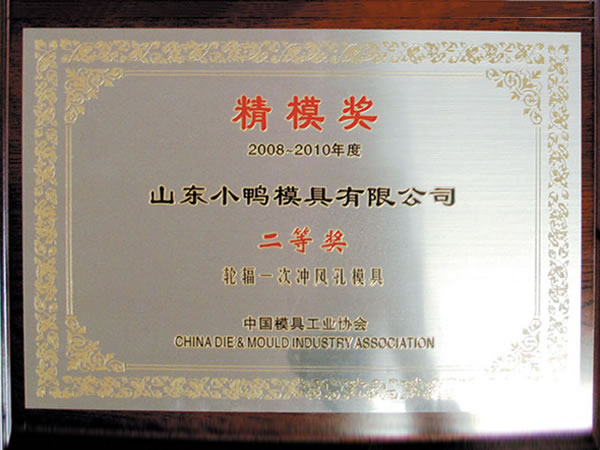 精模奖
2008~2010年度
山东小鸭模具有限公司
二等奖
轮辐一次冲风孔模具
中国模具工业协会
CHINA DIE & MOULD INDUSTRY ASSOCIATION